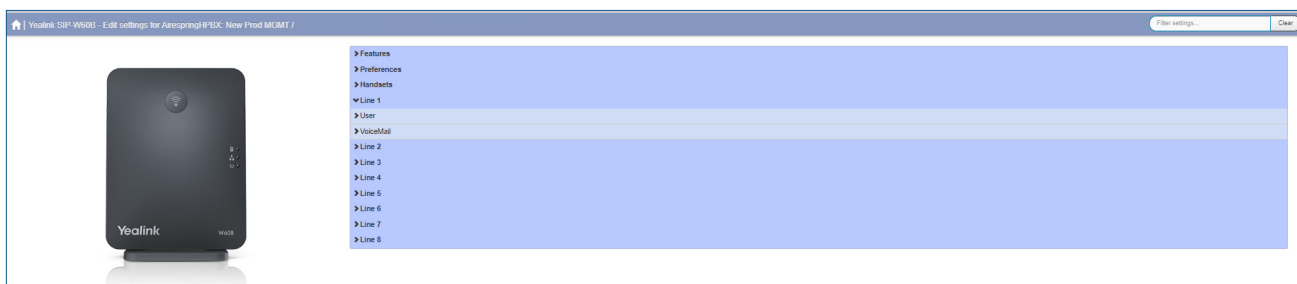 Yealink SIP-W60B - Edit settings for AirespringHPBX: New Prod MGMT /
Filter settings...
Clear
Features
Preferences
Handsets
Line 1
User
VoiceMail
Line 2
Line 3
Line 4
Line 5
Line 6
Line 7
Line 8
Yealink
W60B